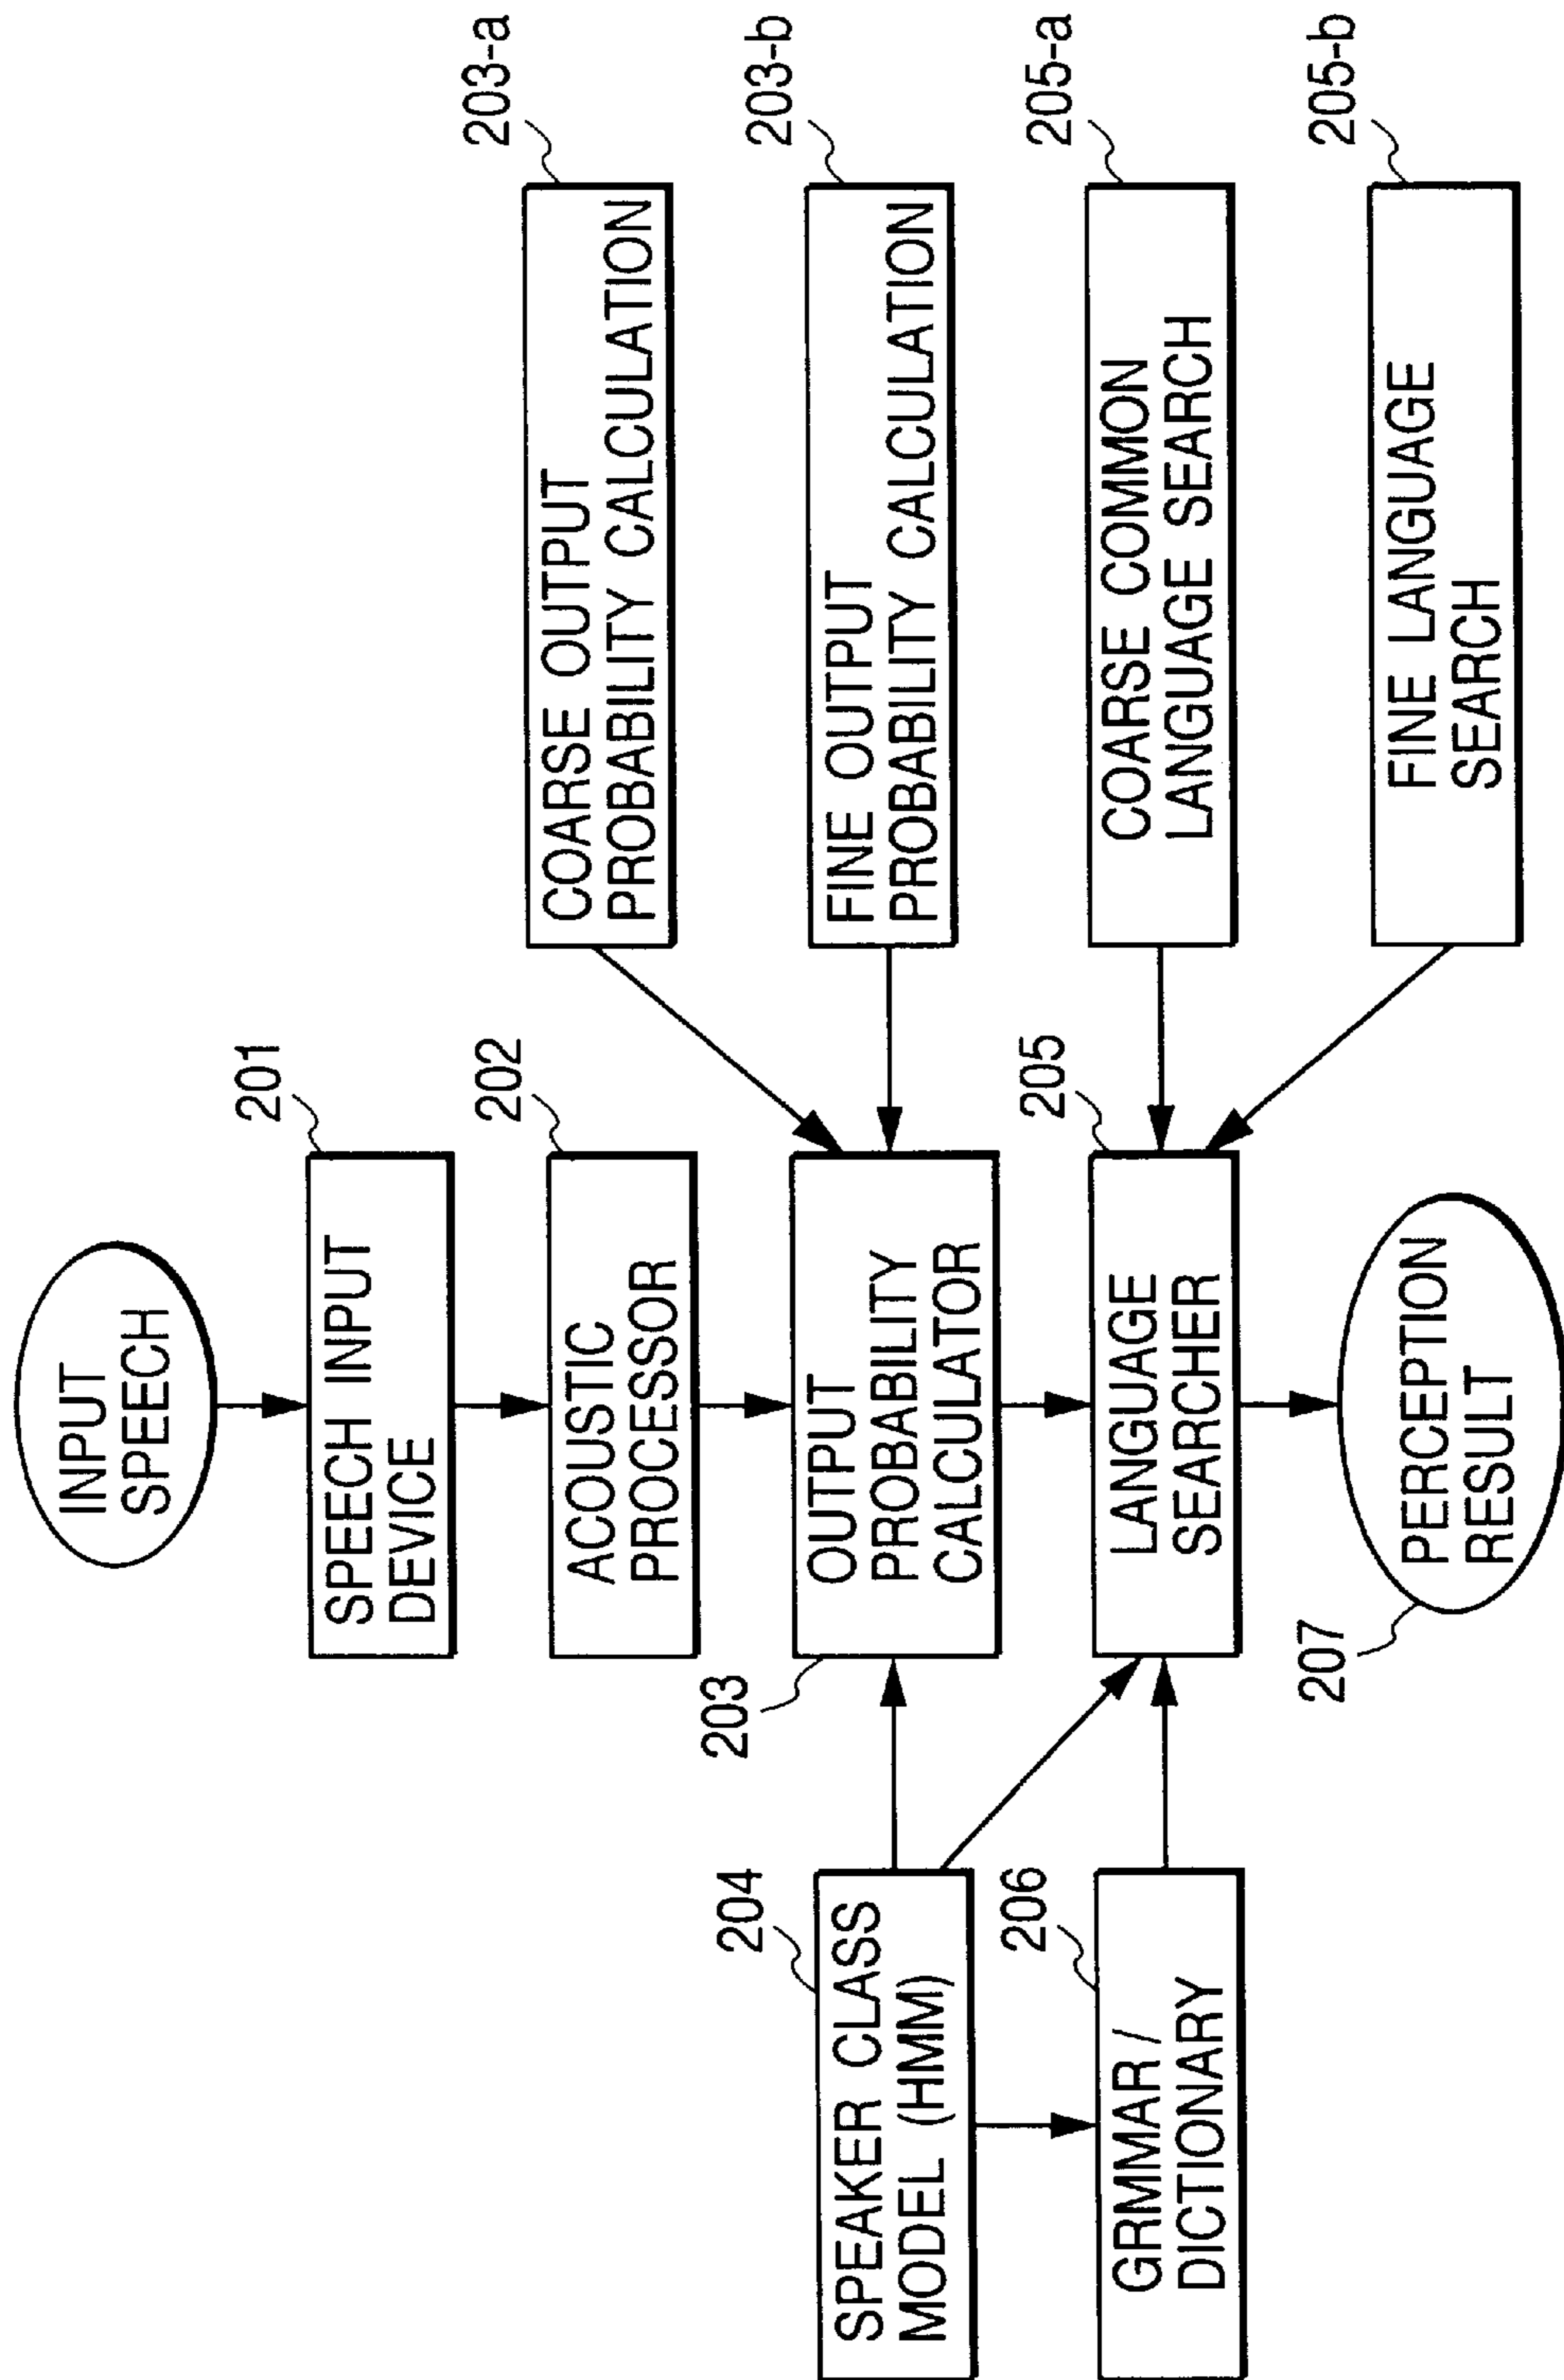 INPUT
SPEECH
201
SPEECH INPUT
DEVICE
202
ACOUSTIC
PROCESSOR
203
OUTPUT
PROBABILITY
CALCULATOR
203-a
COARSE OUTPUT
PROBABILITY CALCULATION
203-b
FINE OUTPUT
PROBABILITY CALCULATION
204
SPEAKER CLASS
MODEL (HMM)
205
LANGUAGE
SEARCHER
205-a
COARSE COMMON
LANGUAGE SEARCH
205-b
FINE LANGUAGE
SEARCH
206
GRMMAR /
DICTIONARY
207
PERCEPTION
RESULT